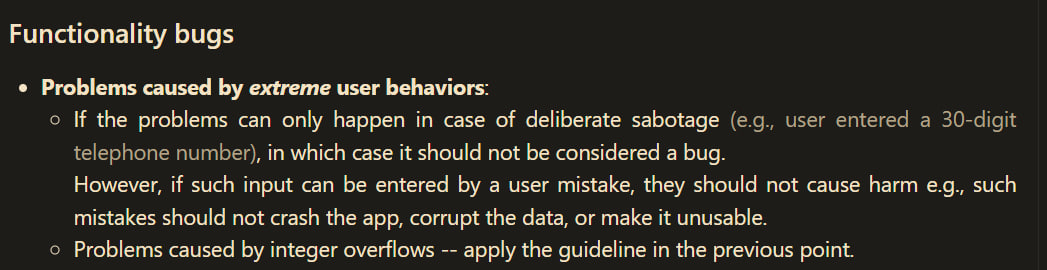 Functionality bugs
• Problems caused by extreme user behaviors:
◦ If the problems can only happen in case of deliberate sabotage (e.g., user entered a 30-digit
telephone number), in which case it should not be considered a bug.
However, if such input can be entered by a user mistake, they should not cause harm e.g., such
mistakes should not crash the app, corrupt the data, or make it unusable.
◦ Problems caused by integer overflows -- apply the guideline in the previous point.